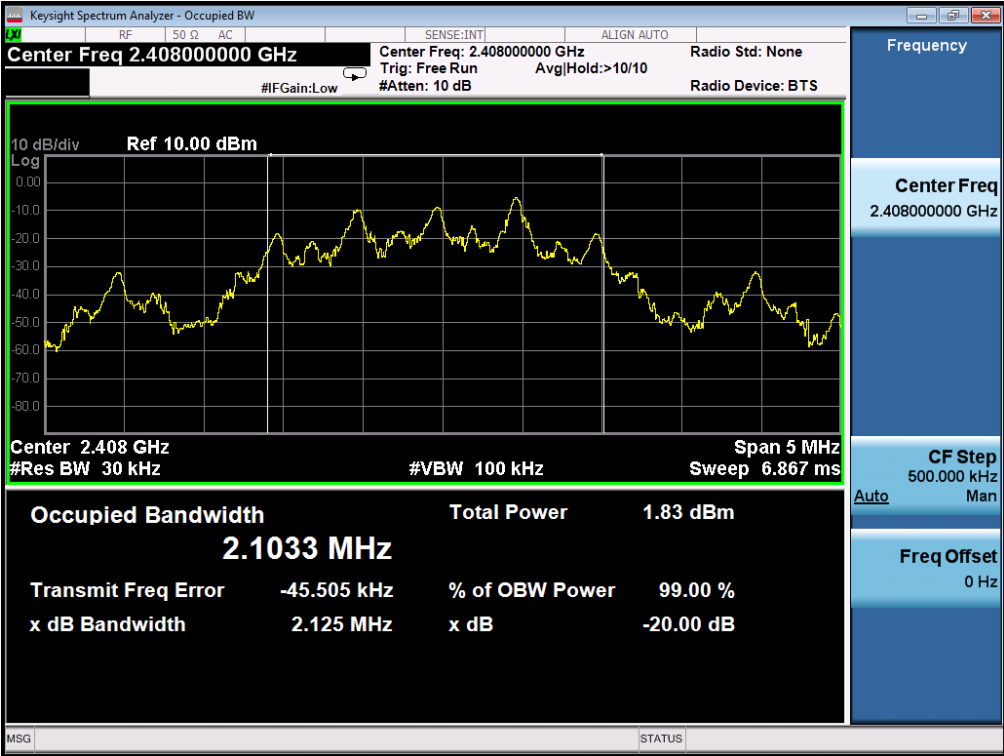 Keysight Spectrum Analyzer - Occupied BW
LXI RF 50 Ω AC SENSE:INT ALIGN AUTO
Center Freq 2.408000000 GHz
Center Freq: 2.408000000 GHz
Radio Std: None
Trig: Free Run Avg|Hold:>10/10
#IFGain:Low
#Atten: 10 dB
Radio Device: BTS
10 dB/div Ref 10.00 dBm
Log
0.00
-10.0
-20.0
-30.0
-40.0
-50.0
-60.0
-70.0
-80.0
Center 2.408 GHz Span 5 MHz
#Res BW 30 kHz #VBW 100 kHz Sweep 6.867 ms
Occupied Bandwidth Total Power 1.83 dBm
2.1033 MHz
Transmit Freq Error -45.505 kHz % of OBW Power 99.00 %
x dB Bandwidth 2.125 MHz x dB -20.00 dB
MSG STATUS
Frequency
Center Freq
2.408000000 GHz
CF Step
500.000 kHz
Auto Man
Freq Offset
0 Hz